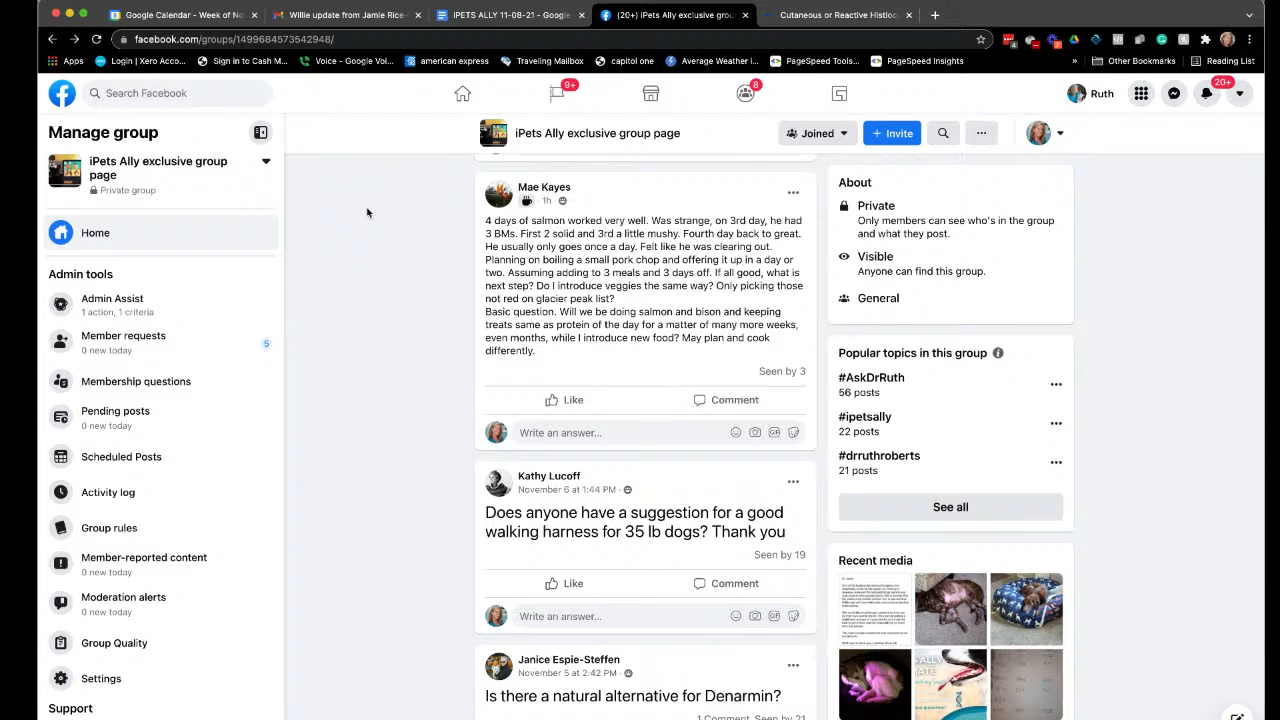 Google Calendar - Week of No
Willie update from Jamie Rice
IPETS ALLY 11-08-21 - Google
(20+) iPets Ally exclusive grou
Cutaneous or Reactive Histioc
facebook.com/groups/1499684573542948/
Apps
Login | Xero Acco...
Sign in to Cash M...
Voice - Google Voi...
american express
Traveling Mailbox
capitol one
Average Weather i...
PageSpeed Tools...
PageSpeed Insights
»
Other Bookmarks
Reading List
Search Facebook
9+
8
Ruth
20+
Manage group
iPets Ally exclusive group page
Joined
+ Invite
iPets Ally exclusive group
page
Private group
Home
Admin tools
Admin Assist
1 action, 1 criteria
Member requests
0 new today
5
Membership questions
Pending posts
0 new today
Scheduled Posts
Activity log
Group rules
Member-reported content
0 new today
Moderation alerts
0 new today
Group Quality
Settings
Support
Mae Kayes
· 1h ·
4 days of salmon worked very well. Was strange, on 3rd day, he had
3 BMs. First 2 solid and 3rd a little mushy. Fourth day back to great.
He usually only goes once a day. Felt like he was clearing out.
Planning on boiling a small pork chop and offering it up in a day or
two. Assuming adding to 3 meals and 3 days off. If all good, what is
next step? Do I introduce veggies the same way? Only picking those
not red on glacier peak list?
Basic question. Will we be doing salmon and bison and keeping
treats same as protein of the day for a matter of many more weeks,
even months, while I introduce new food? May plan and cook
differently.
Seen by 3
Like
Comment
Write an answer...
Kathy Lucoff
November 6 at 1:44 PM ·
Does anyone have a suggestion for a good
walking harness for 35 lb dogs? Thank you
Seen by 19
Like
Comment
Write an answer...
Janice Espie-Steffen
November 5 at 2:42 PM ·
Is there a natural alternative for Denarmin?
1 Comment Seen by 21
About
Private
Only members can see who's in the group
and what they post.
Visible
Anyone can find this group.
General
Popular topics in this group
#AskDrRuth
56 posts
#ipetsally
22 posts
#drruthroberts
21 posts
See all
Recent media